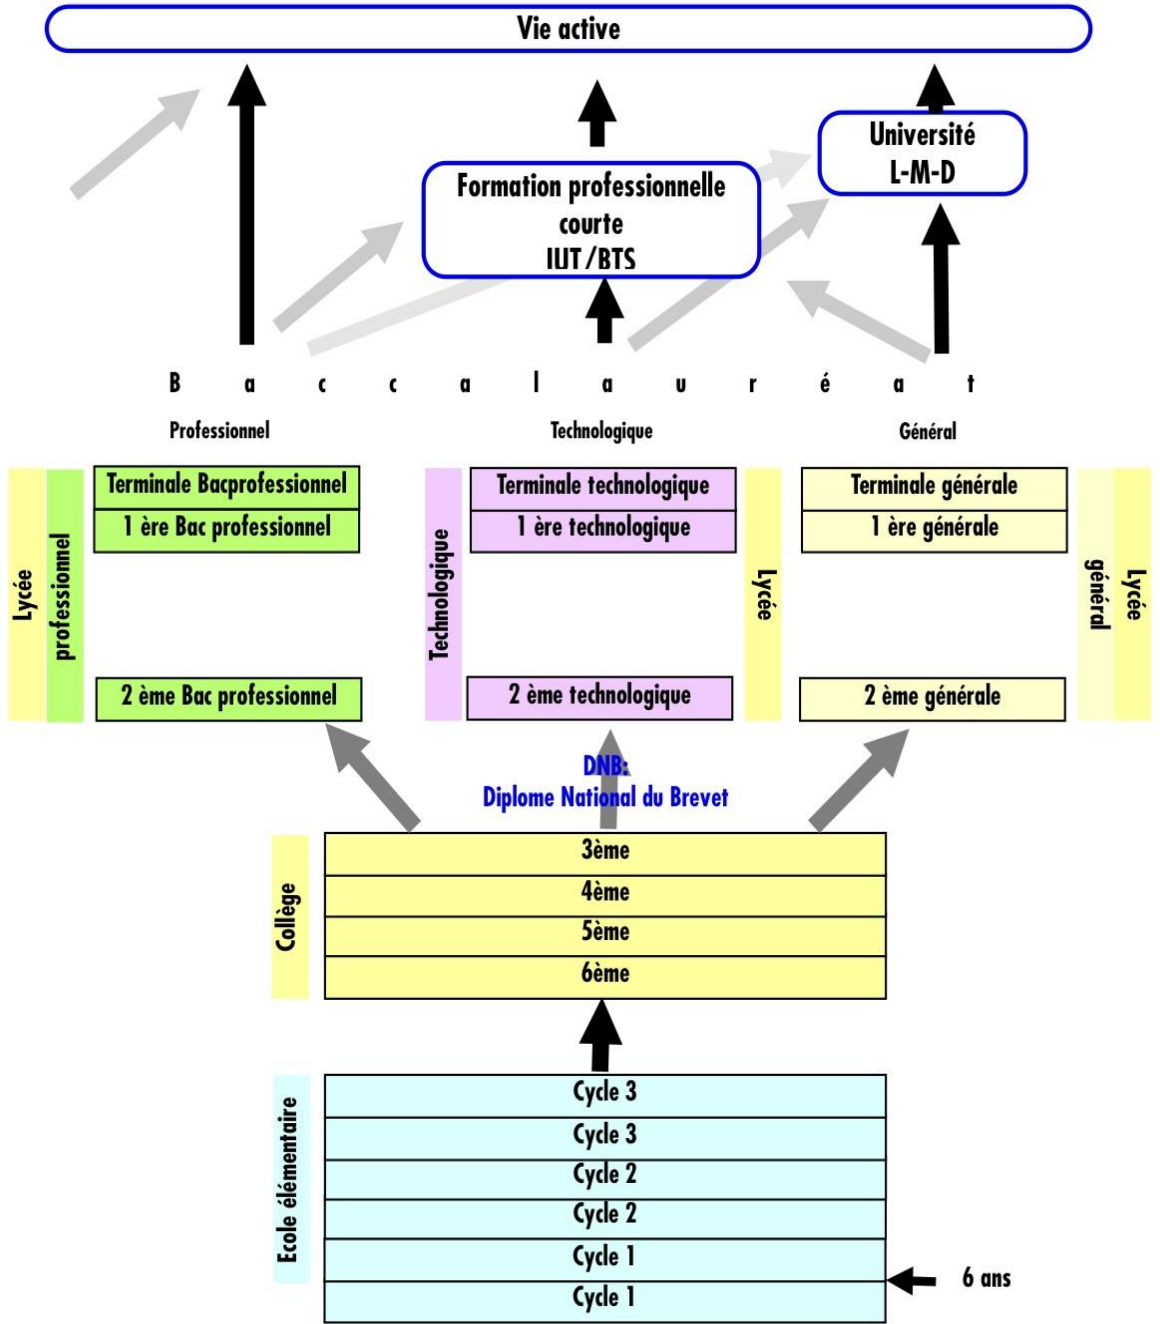 Vie active
Université
L-M-D
Formation professionnelle
courte
IUT/BTS
Baccalauréat
Professionnel
Technologique
Général
Lycée
professionnel
Terminale Bacprofessionnel
1 ère Bac professionnel
2 ème Bac professionnel
Technologique
Terminale technologique
1 ère technologique
2 ème technologique
Lycée
Terminale générale
1 ère générale
2 ème générale
général
Lycée
DNB:
Diplome National du Brevet
Collège
3ème
4ème
5ème
6ème
Ecole élémentaire
Cycle 3
Cycle 3
Cycle 2
Cycle 2
Cycle 1
Cycle 1
6 ans